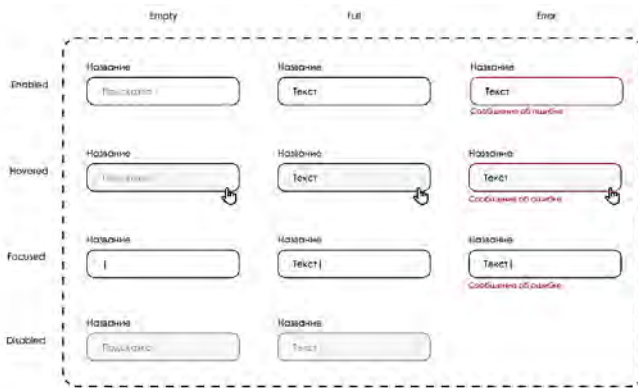 Empty Full Error
Enabled
Название Название Название
Подсказка Текст Текст
Сообщение об ошибке
Hovered
Название Название Название
Подсказка Текст Текст
Сообщение об ошибке
Focused
Название Название Название
Текст Текст
Сообщение об ошибке
Disabled
Название Название
Подсказка Текст